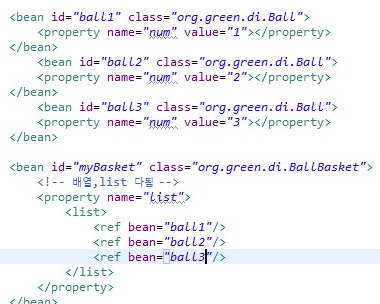 <bean id="ball1" class="org.green.di.Ball">
<property name="num" value="1"></property>
</bean>
<bean id="ball2" class="org.green.di.Ball">
<property name="num" value="2"></property>
</bean>
<bean id="ball3" class="org.green.di.Ball">
<property name="num" value="3"></property>
</bean>
<bean id="myBasket" class="org.green.di.BallBasket">
<!-- 배열,list 다됨 -->
<property name="list">
<list>
<ref bean="ball1"/>
<ref bean="ball2"/>
<ref bean="ball3"/>
</list>
</property>
</bean>